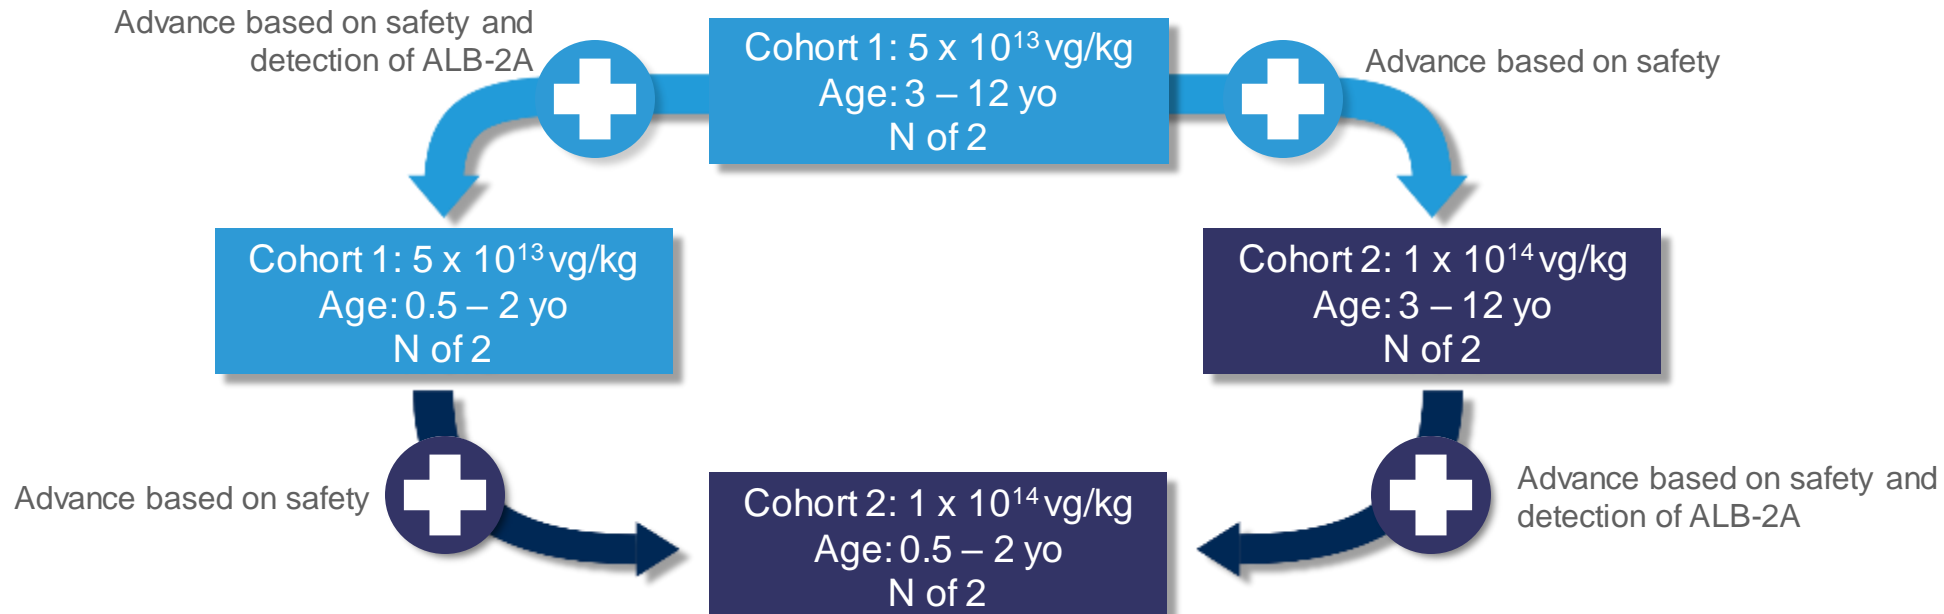 Advance based on safety and
detection of ALB-2A
Cohort 1: 5 x 10¹³ vg/kg
Age: 3 – 12 yo
N of 2
Advance based on safety
Cohort 1: 5 x 10¹³ vg/kg
Age: 0.5 – 2 yo
N of 2
Cohort 2: 1 x 10¹⁴ vg/kg
Age: 3 – 12 yo
N of 2
Advance based on safety
Cohort 2: 1 x 10¹⁴ vg/kg
Age: 0.5 – 2 yo
N of 2
Advance based on safety and
detection of ALB-2A